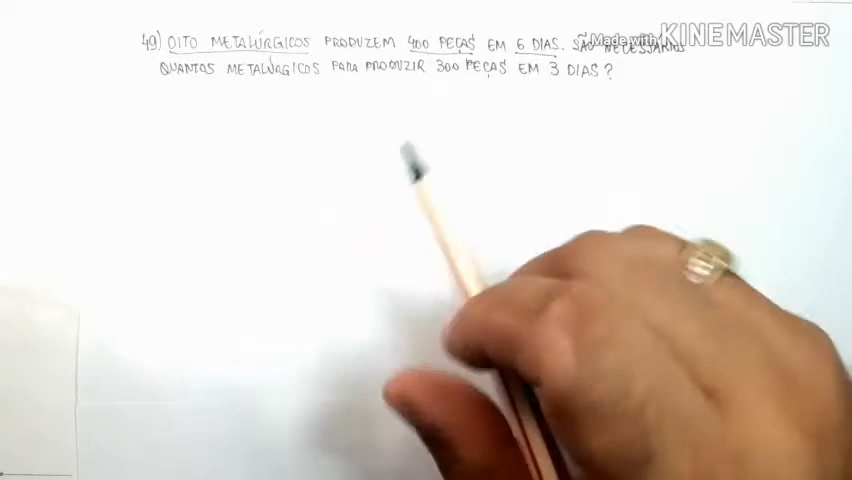 49) OITO METALÚRGICOS PRODUZEM 400 PEÇAS EM 6 DIAS. SÃO NECESSÁRIOS
QUANTOS METALÚRGICOS PARA PRODUZIR 300 PEÇAS EM 3 DIAS?
Made with KINEMASTER